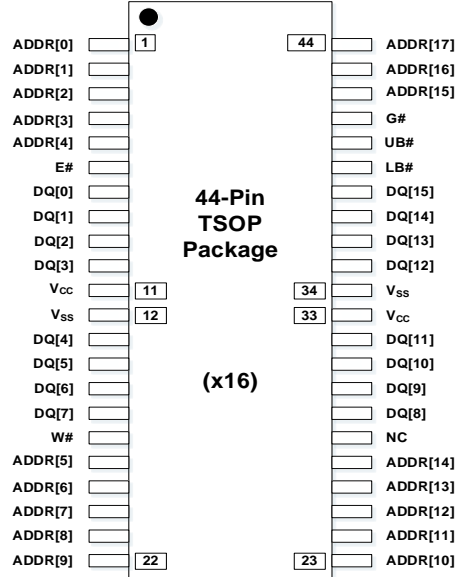 ADDR[0] 1 44 ADDR[17]
ADDR[1] ADDR[16]
ADDR[2] ADDR[15]
ADDR[3] G#
ADDR[4] UB#
E# LB#
DQ[0] DQ[15]
DQ[1] DQ[14]
DQ[2] DQ[13]
DQ[3] DQ[12]
44-Pin
TSOP
Package
VCC 11 34 VSS
VSS 12 33 VCC
DQ[4] DQ[11]
DQ[5] DQ[10]
DQ[6] (x16) DQ[9]
DQ[7] DQ[8]
W# NC
ADDR[5] ADDR[14]
ADDR[6] ADDR[13]
ADDR[7] ADDR[12]
ADDR[8] ADDR[11]
ADDR[9] 22 23 ADDR[10]